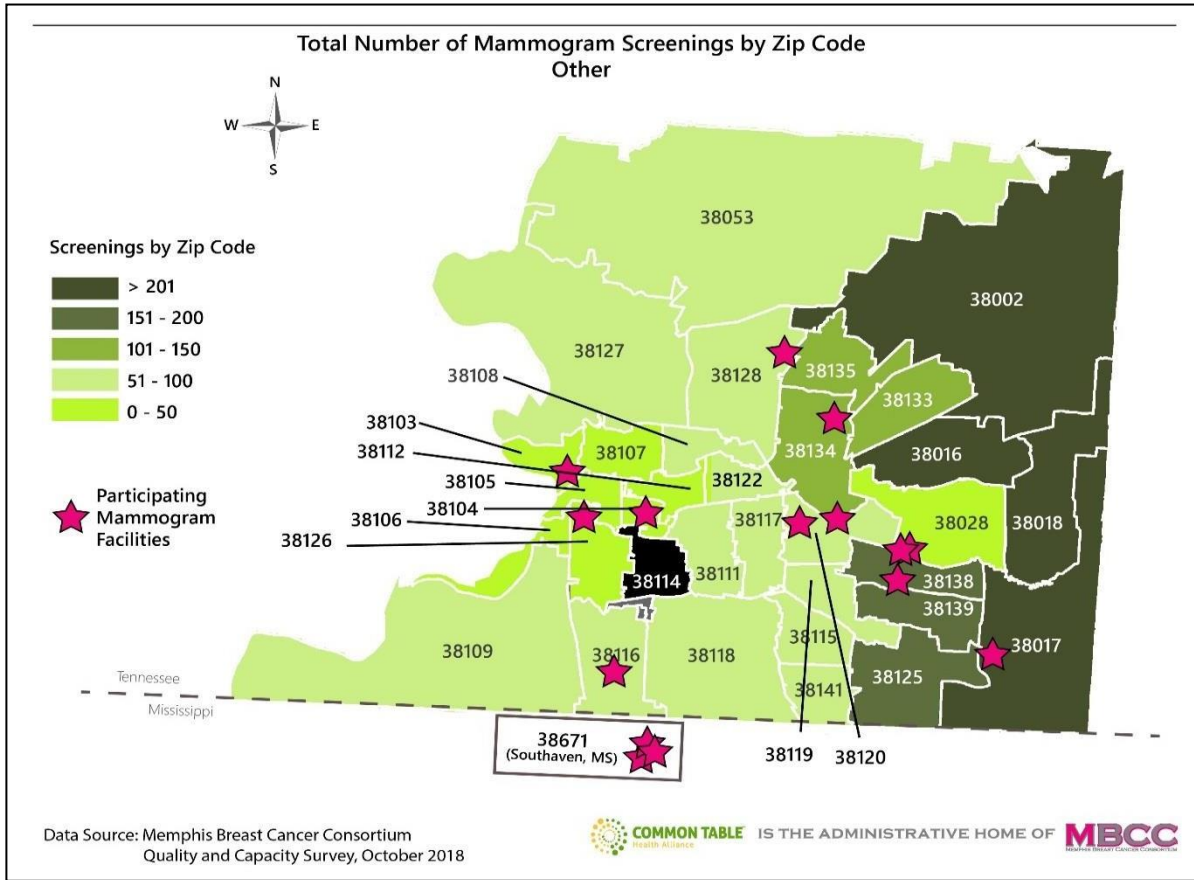 Total Number of Mammogram Screenings by Zip Code
Other
N
W E
S
Screenings by Zip Code
> 201
151 - 200
101 - 150
51 - 100
0 - 50
Participating
Mammogram
Facilities
38053
38002
38127
38128
38135
38133
38108
38103
38107
38134
38016
38112
38122
38105
38104
38117
38028
38018
38106
38126
38114
38111
38138
38139
38109
38116
38118
38115
38017
38125
38141
Tennessee
Mississippi
38671
(Southaven, MS)
38119
38120
Data Source: Memphis Breast Cancer Consortium
Quality and Capacity Survey, October 2018
COMMON TABLE
Health Alliance
IS THE ADMINISTRATIVE HOME OF
MBCC
MEMPHIS BREAST CANCER CONSORTIUM